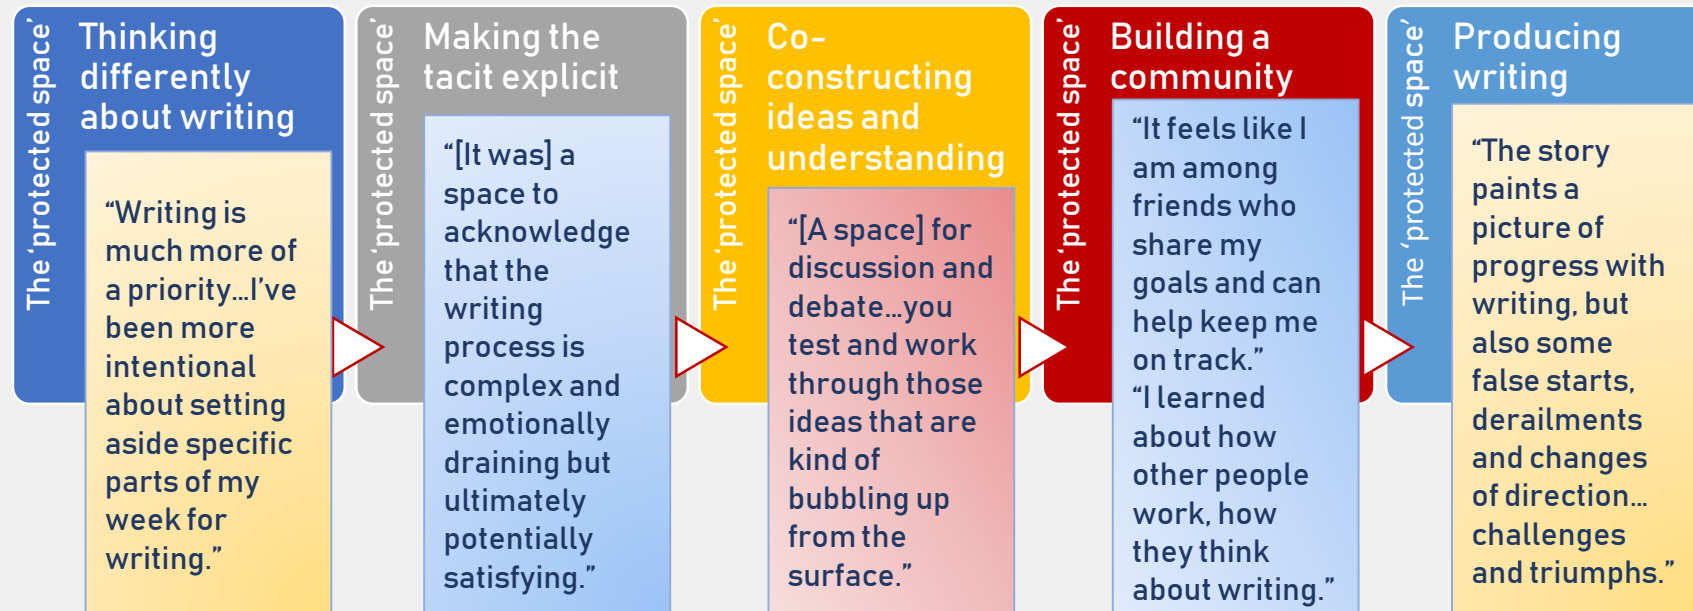 The ‘protected space’
Thinking
differently
about writing
“Writing is
much more of
a priority...I’ve
been more
intentional
about setting
aside specific
parts of my
week for
writing.”
The ‘protected space’
Making the
tacit explicit
“[It was] a
space to
acknowledge
that the
writing
process is
complex and
emotionally
draining but
ultimately
potentially
satisfying.”
The ‘protected space’
Co-
constructing
ideas and
understanding
“[A space] for
discussion and
debate...you
test and work
through those
ideas that are
kind of
bubbling up
from the
surface.”
The ‘protected space’
Building a
community
“It feels like I
am among
friends who
share my
goals and can
help keep me
on track.”
“I learned
about how
other people
work, how
they think
about writing.”
The ‘protected space’
Producing
writing
“The story
paints a
picture of
progress with
writing, but
also some
false starts,
derailments
and changes
of direction...
challenges
and triumphs.”